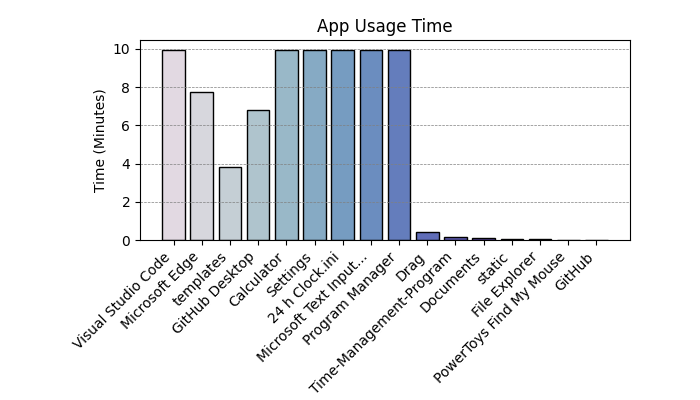 App Usage Time
Time (Minutes)
10
8
6
4
2
0
Visual Studio Code
Microsoft Edge
templates
GitHub Desktop
Calculator
Settings
24 h Clock.ini
Microsoft Text Input...
Program Manager
Drag
Time-Management-Program
Documents
static
File Explorer
PowerToys Find My Mouse
GitHub